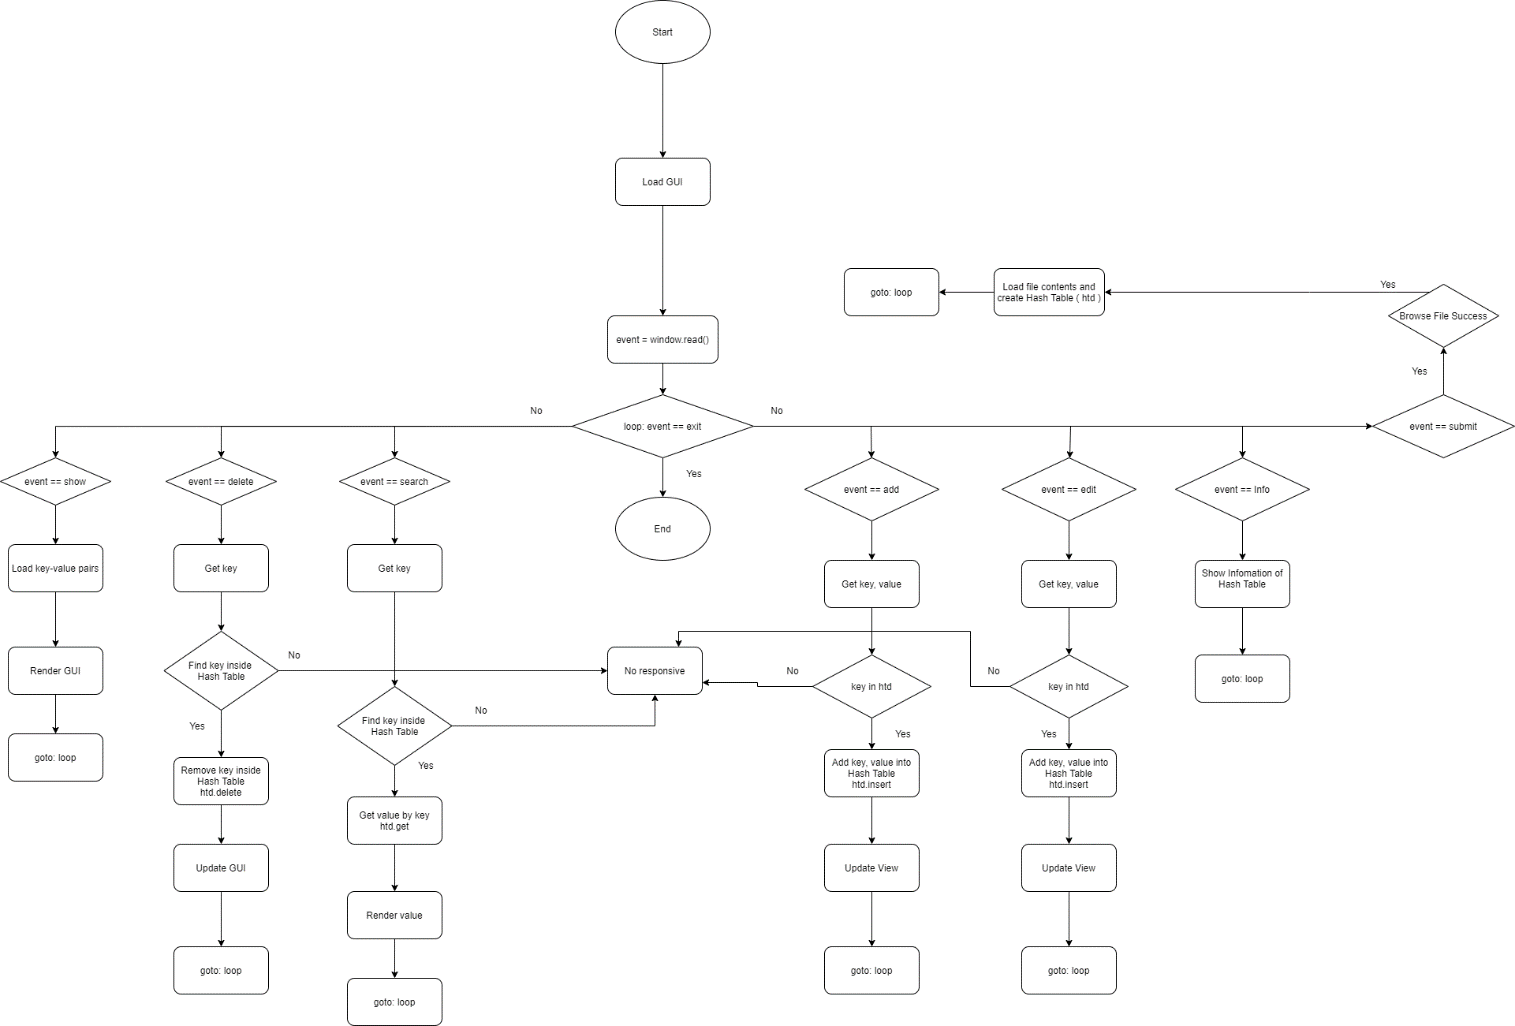 Start
Load GUI
goto: loop
Load file contents and
create Hash Table ( htd )
Yes
Browse File Success
event = window.read()
Yes
No
loop: event == exit
No
event == submit
Yes
event == show
event == delete
event == search
End
event == add
event == edit
event == Info
Load key-value pairs
Get key
Get key
Get key, value
Get key, value
Show Infomation of
Hash Table
Render GUI
Find key inside
Hash Table
No
No responsive
No
key in htd
No
key in htd
goto: loop
Yes
Find key inside
Hash Table
No
Yes
Yes
goto: loop
Remove key inside
Hash Table
htd.delete
Yes
Add key, value into
Hash Table
htd.insert
Add key, value into
Hash Table
htd.insert
Get value by key
htd.get
Update GUI
Update View
Update View
Render value
goto: loop
goto: loop
goto: loop
goto: loop